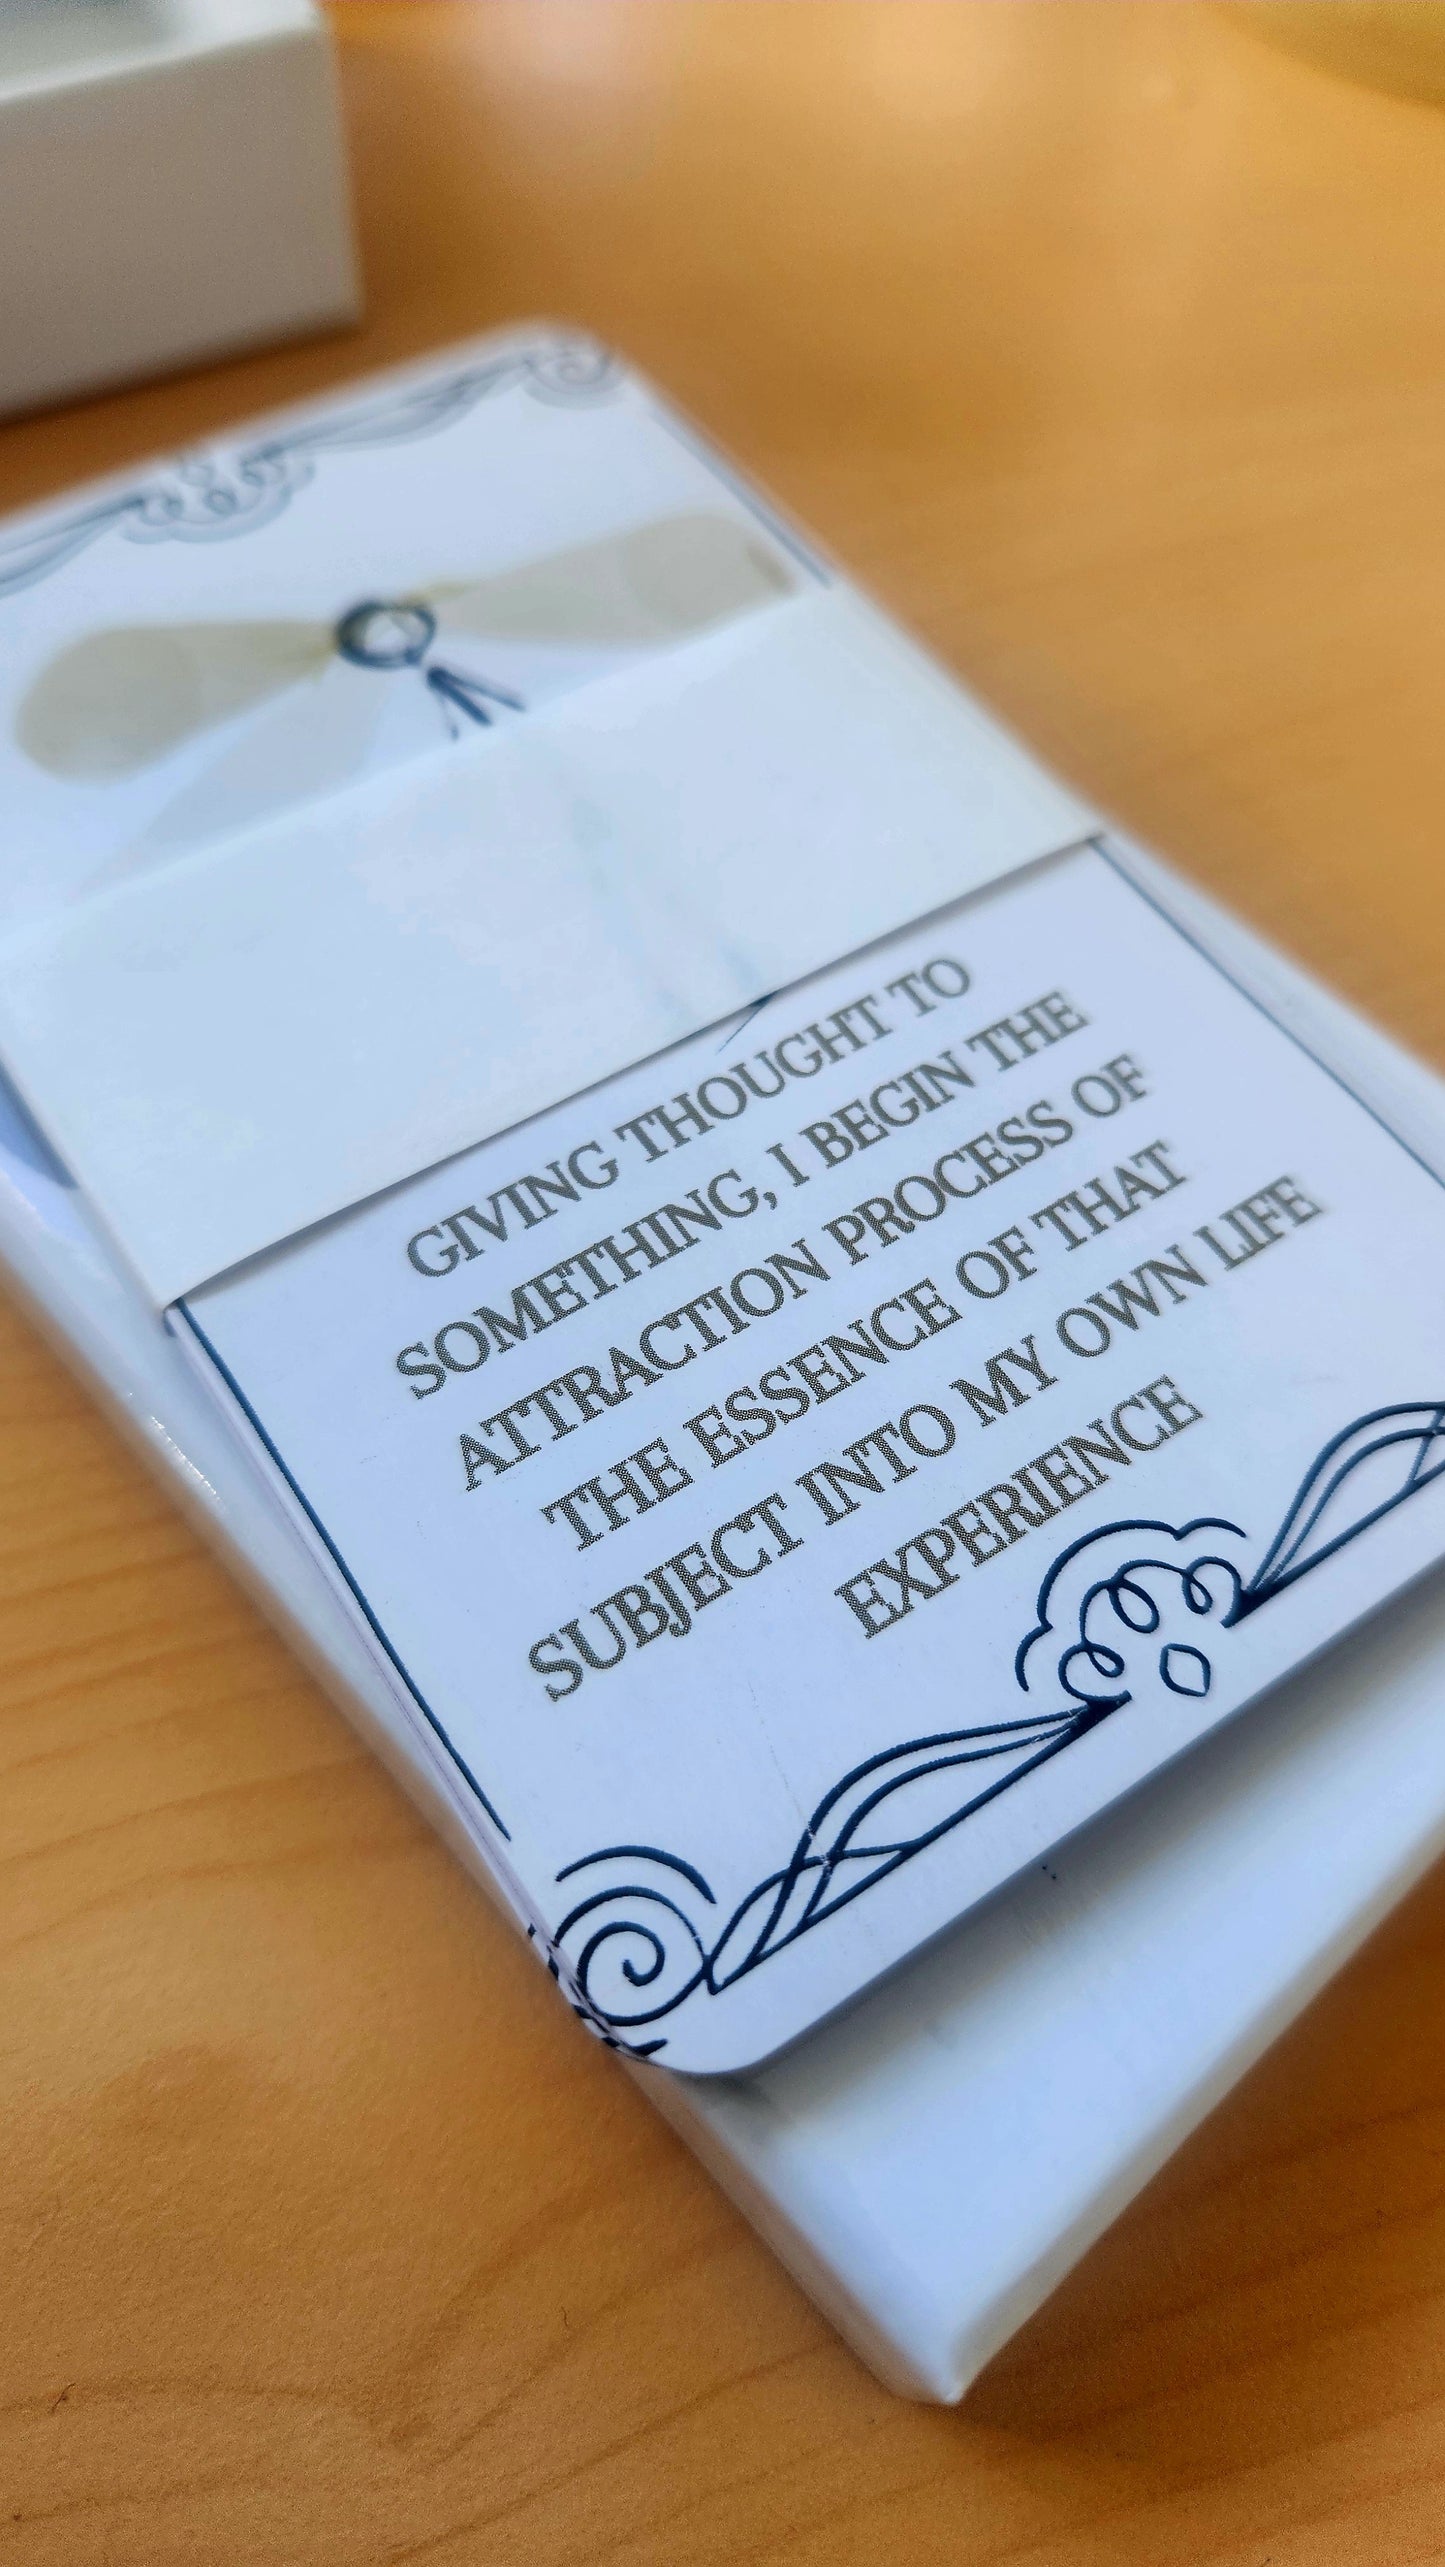 GIVING THOUGHT TO
SOMETHING, I BEGIN THE
ATTRACTION PROCESS OF
THE ESSENCE OF THAT
SUBJECT INTO MY OWN LIFE
EXPERIENCE